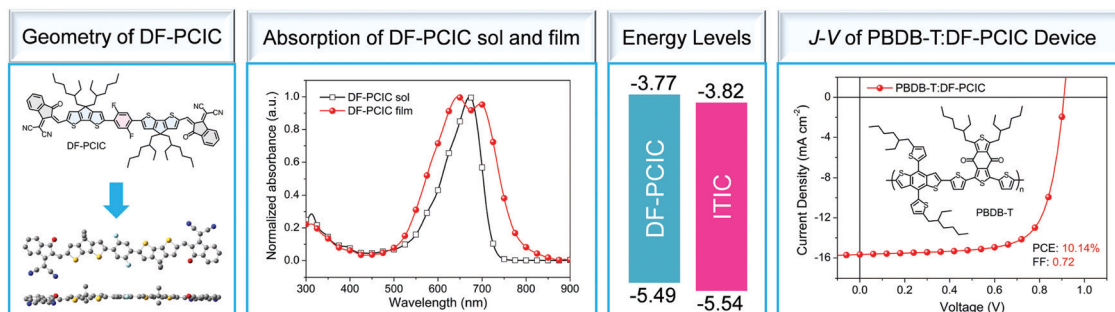 Geometry of DF-PCIC
Absorption of DF-PCIC sol and film
Energy Levels
J-V of PBDB-T:DF-PCIC Device
O
NC
CN
F
F
NC
CN
O
S
S
S
S
DF-PCIC
Normalized absorbance (a.u.)
1.0
0.8
0.6
0.4
0.2
0.0
DF-PCIC sol
DF-PCIC film
300 400 500 600 700 800 900
Wavelength (nm)
-3.77
-3.82
DF-PCIC
ITIC
-5.49
-5.54
Current Density (mA cm⁻²)
0
-4
-8
-12
-16
PBDB-T:DF-PCIC
S
S
S
S
S
S
S
S
O
O
n
PBDB-T
PCE: 10.14%
FF: 0.72
0.0 0.2 0.4 0.6 0.8 1.0
Voltage (V)